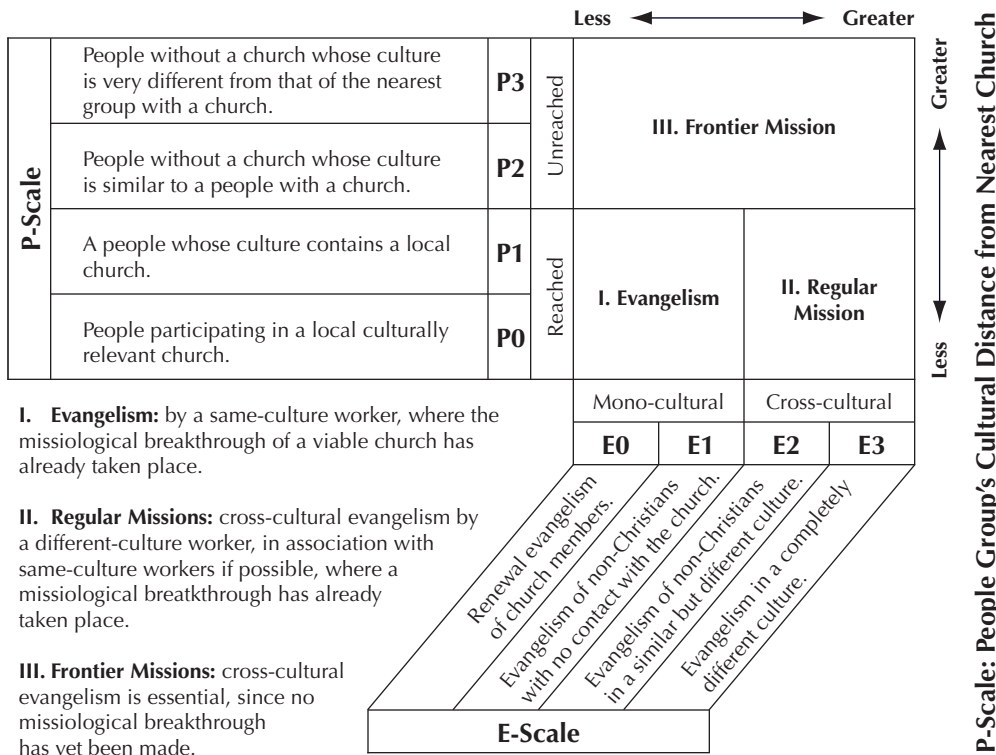 Less Greater
P-Scale
People without a church whose culture
is very different from that of the nearest
group with a church.
P3
People without a church whose culture
is similar to a people with a church.
P2
Unreached
III. Frontier Mission
A people whose culture contains a local
church.
P1
People participating in a local culturally
relevant church.
P0
Reached
I. Evangelism
II. Regular
Mission
Greater
Less
P-Scale: People Group's Cultural Distance from Nearest Church
Mono-cultural Cross-cultural
E0 E1 E2 E3
Renewal evangelism
of church members.
Evangelism of non-Christians
with no contact with the church.
Evangelism of non-Christians
in a similar but different culture.
Evangelism in a completely
different culture.
E-Scale
I. Evangelism: by a same-culture worker, where the
missiological breakthrough of a viable church has
already taken place.
II. Regular Missions: cross-cultural evangelism by
a different-culture worker, in association with
same-culture workers if possible, where a
missiological breatkthrough has already
taken place.
III. Frontier Missions: cross-cultural
evangelism is essential, since no
missiological breakthrough
has yet been made.